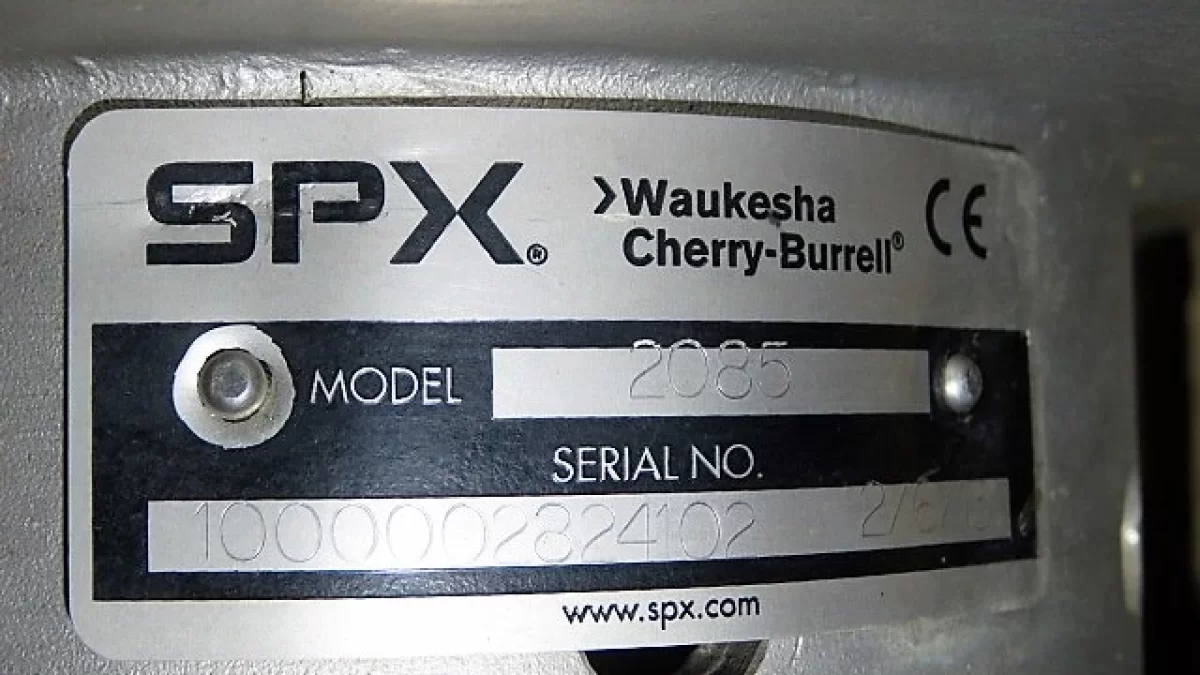 SPX®
›Waukesha
Cherry-Burrell®
CE
MODEL 2085
SERIAL NO.
1000002824102
www.spx.com